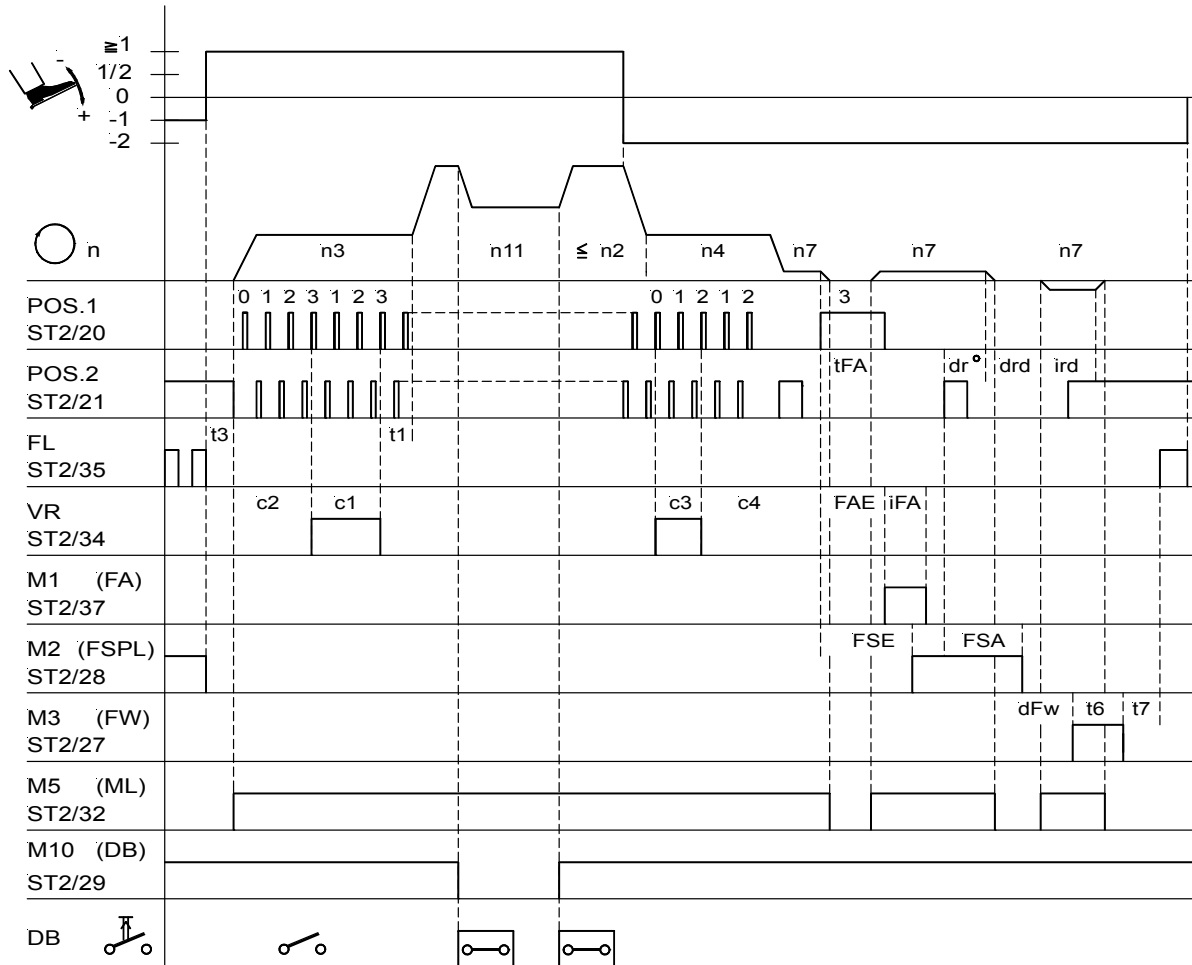 ≧1
-
1/2
0
+ -1
-2
n n3 n11 ≦ n2 n4 n7 n7 n7
POS.1 0 1 2 3 1 2 3 0 1 2 1 2 3
ST2/20
POS.2 tFA dr° drd ird
ST2/21
FL t3 t1
ST2/35
VR c2 c1 c3 c4 FAE iFA
ST2/34
M1 (FA)
ST2/37
M2 (FSPL) FSE FSA
ST2/28
M3 (FW) dFw t6 t7
ST2/27
M5 (ML)
ST2/32
M10 (DB)
ST2/29
DB